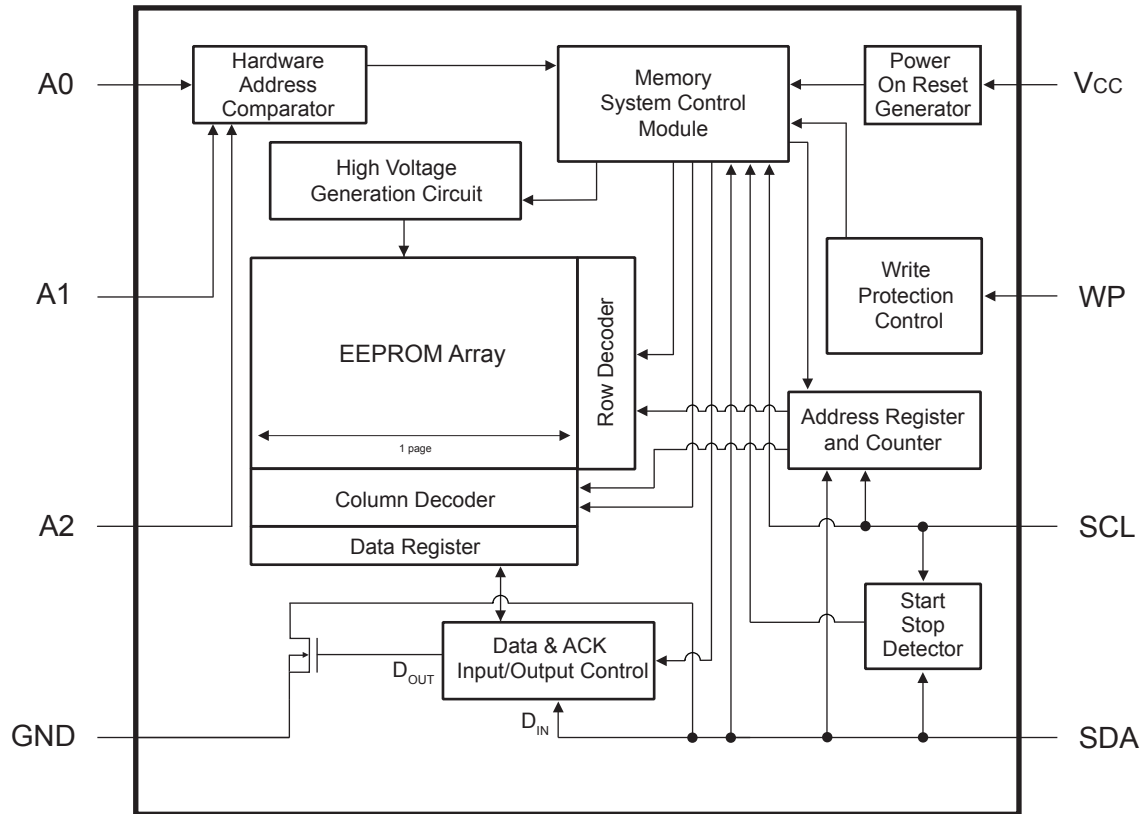 Hardware
Address
Comparator
Memory
System Control
Module
Power
On Reset
Generator
A0
VCC
High Voltage
Generation Circuit
A1
Write
Protection
Control
WP
EEPROM Array
Row Decoder
1 page
Address Register
and Counter
Column Decoder
A2
SCL
Data Register
Start
Stop
Detector
Data & ACK
Input/Output Control
DOUT
DIN
GND
SDA